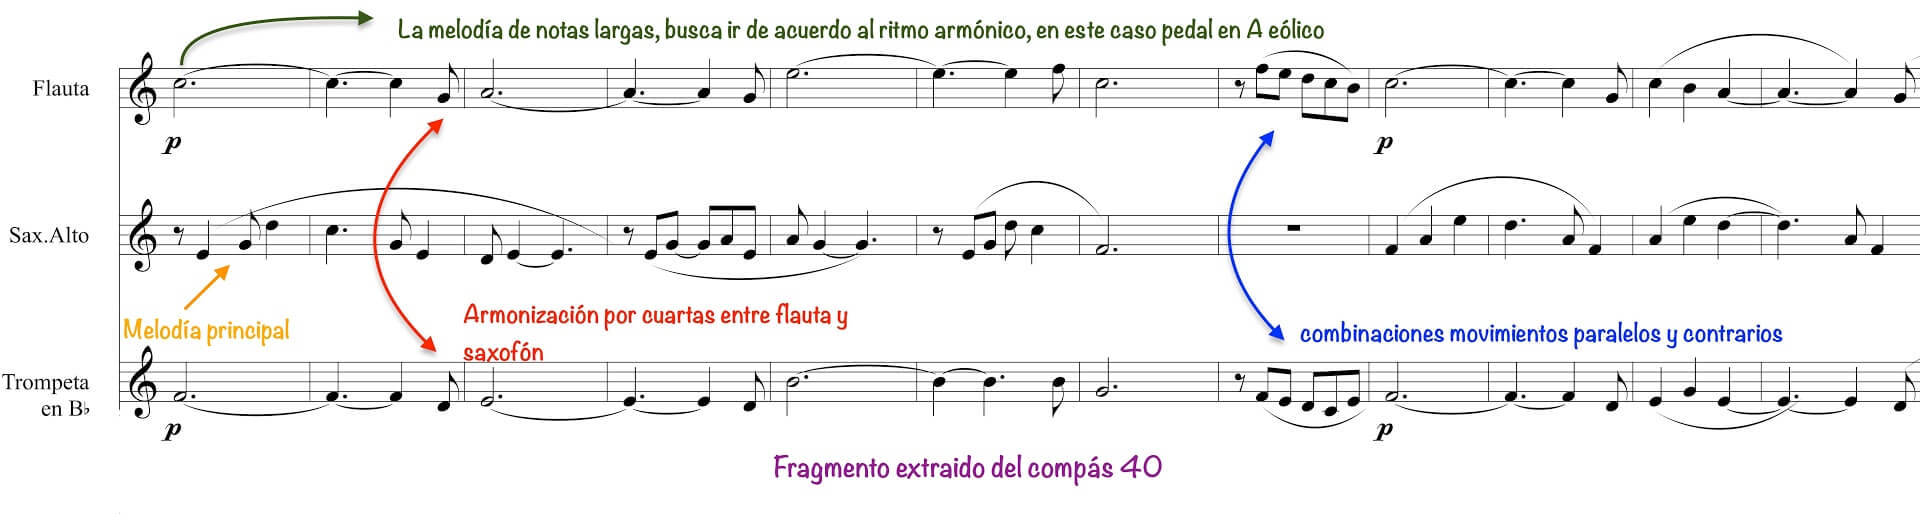 La melodía de notas largas, busca ir de acuerdo al ritmo armónico, en este caso pedal en A eólico
Flauta
p
p
Sax.Alto
Melodía principal
Armonización por cuartas entre flauta y
saxofón
combinaciones movimientos paralelos y contrarios
Trompeta
en B♭
p
p
Fragmento extraido del compás 40